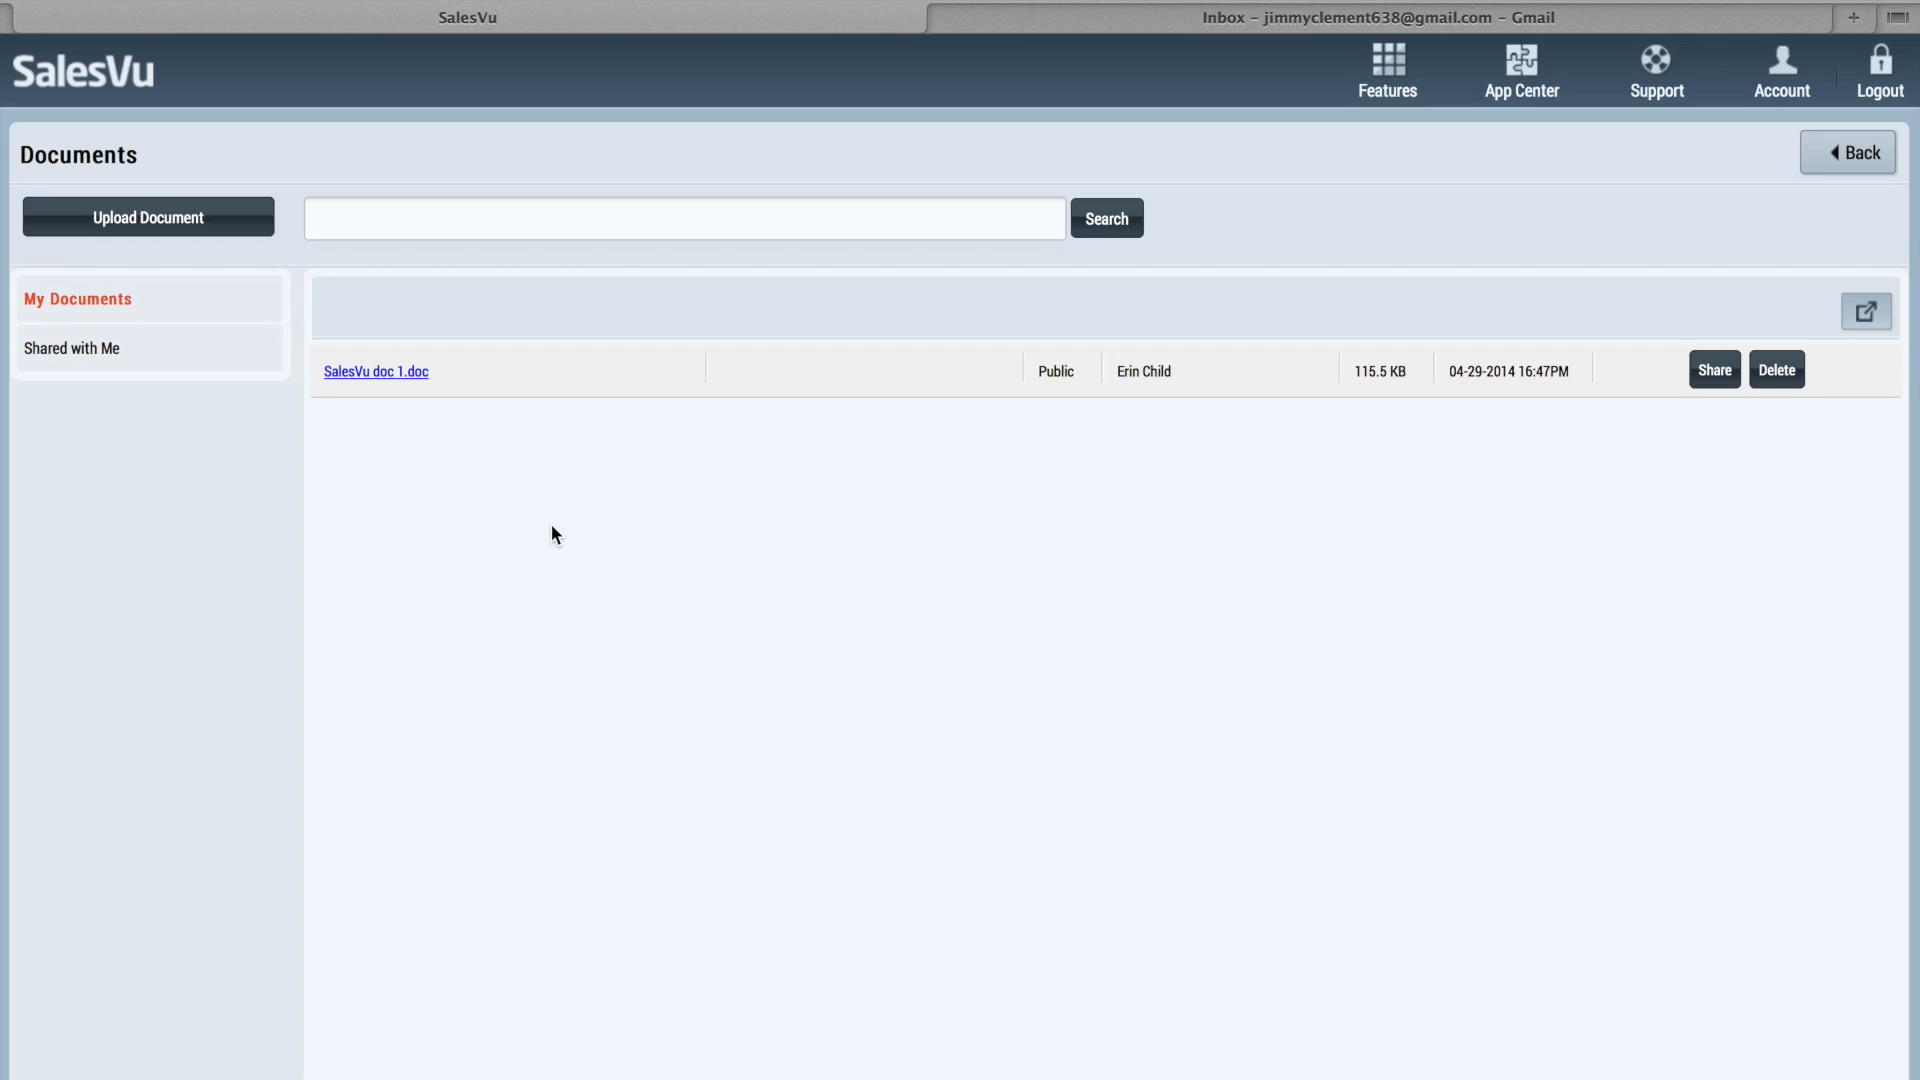 SalesVu
Inbox – jimmyclement638@gmail.com – Gmail
+
SalesVu
Features
App Center
Support
Account
Logout
Documents
Back
Upload Document
Search
My Documents
Shared with Me
SalesVu doc 1.doc
Public
Erin Child
115.5 KB
04-29-2014 16:47PM
Share
Delete